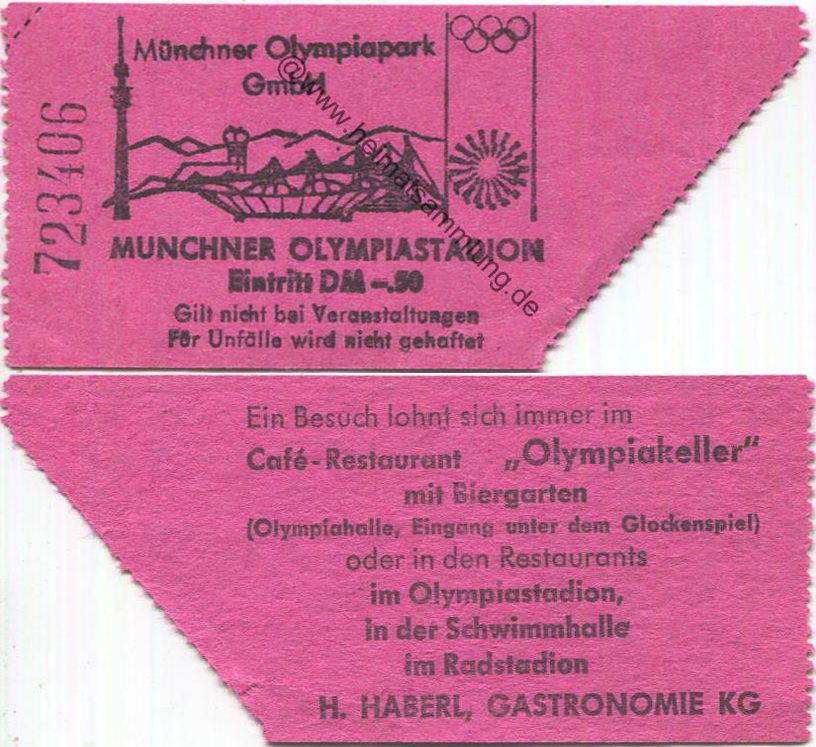 Münchner Olympiapark
GmbH
723406
MUNCHNER OLYMPIASTADION
Eintritt DM -.50
Gilt nicht bei Veranstaltungen
Für Unfälle wird nicht gehaftet
@www.heimatsammlung.de
Ein Besuch lohnt sich immer im
Café-Restaurant „Olympiakeller“
mit Biergarten
(Olympiahalle, Eingang unter dem Glockenspiel)
oder in den Restaurants
im Olympiastadion,
in der Schwimmhalle
im Radstadion
H. HABERL, GASTRONOMIE KG